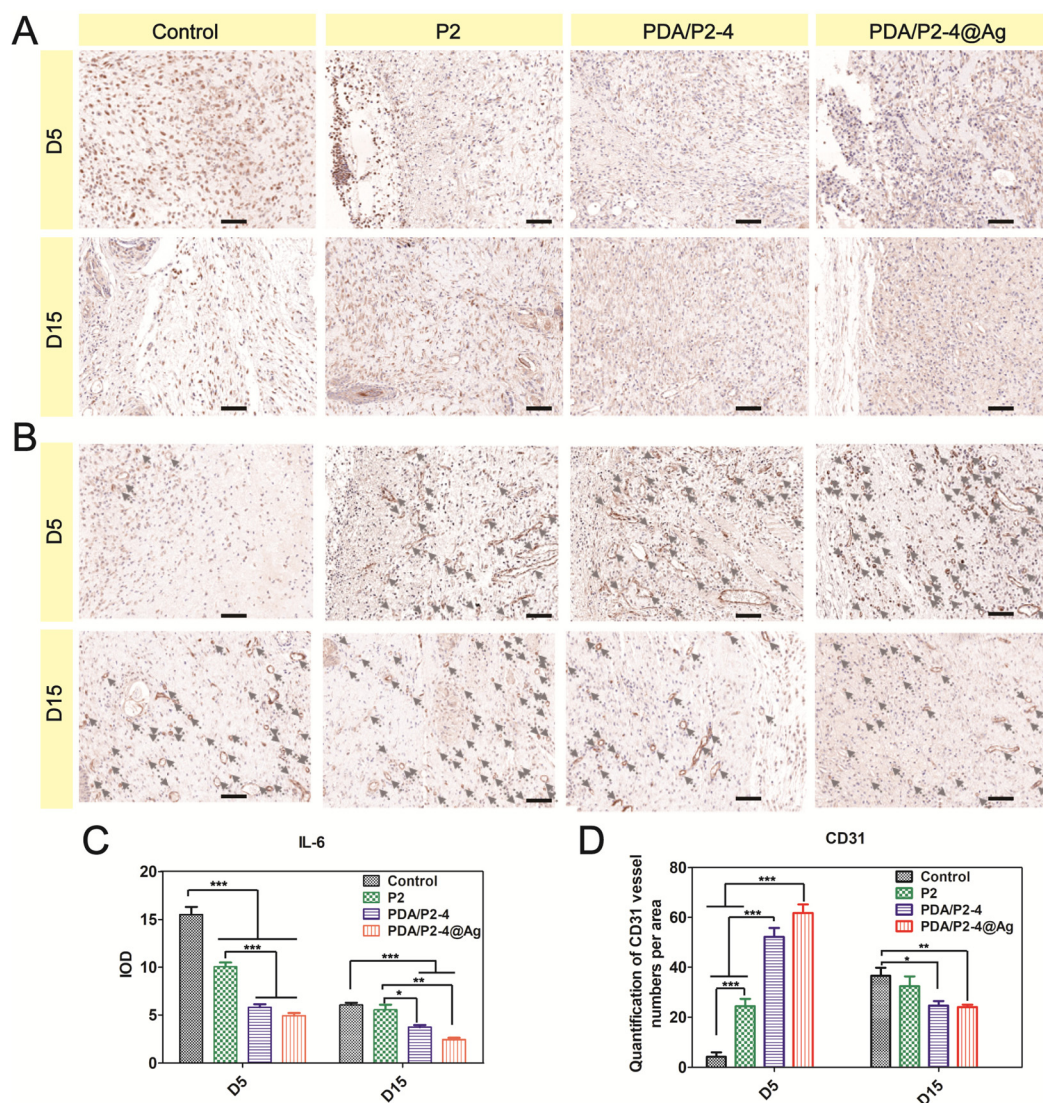 A
Control
P2
PDA/P2-4
PDA/P2-4@Ag
D5
D15
B
D5
D15
C
IL-6
IOD
20
15
10
5
0
***
***
***
**
*
Control
P2
PDA/P2-4
PDA/P2-4@Ag
D5
D15
D
CD31
Quantification of CD31 vessel
numbers per area
80
60
40
20
0
***
***
***
**
*
Control
P2
PDA/P2-4
PDA/P2-4@Ag
D5
D15